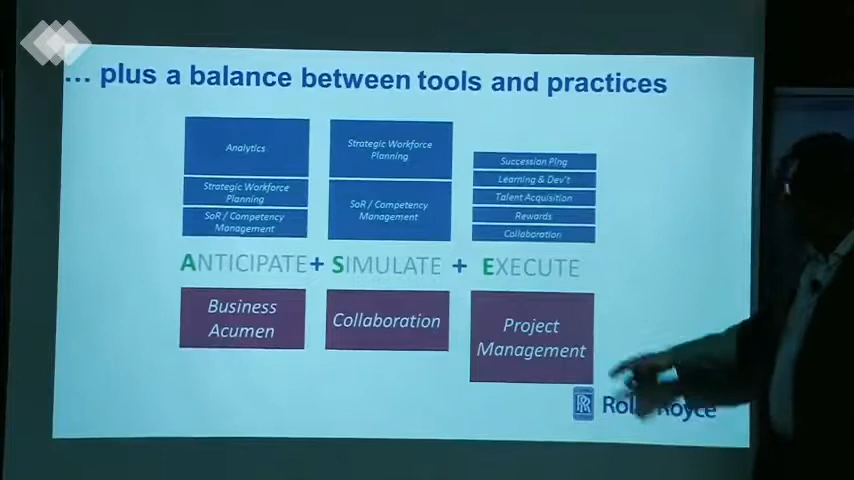 ... plus a balance between tools and practices
Analytics
Strategic Workforce
Planning
SoR / Competency
Management
Strategic Workforce
Planning
SoR / Competency
Management
Succession Plng
Learning & Dev't
Talent Acquisition
Rewards
Collaboration
ANTICIPATE + SIMULATE + EXECUTE
Business
Acumen
Collaboration
Project
Management
Rolls-Royce